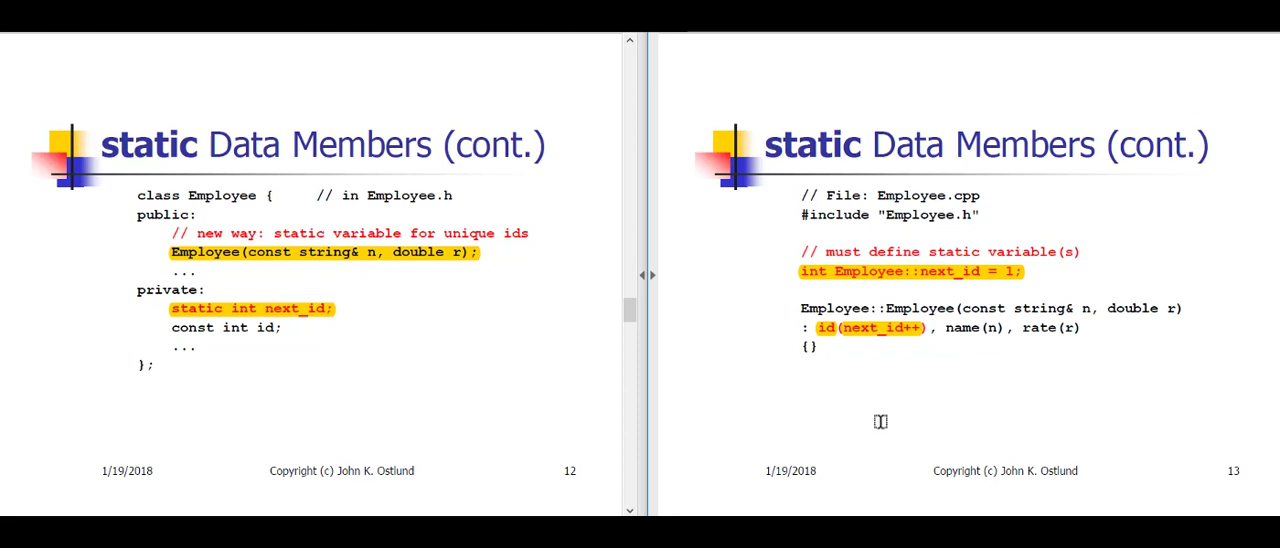 static Data Members (cont.)
class Employee {     // in Employee.h
public:
    // new way: static variable for unique ids
    Employee(const string& n, double r);
    ...
private:
    static int next_id;
    const int id;
    ...
};
1/19/2018
Copyright (c) John K. Ostlund
12
static Data Members (cont.)
// File: Employee.cpp
#include "Employee.h"
// must define static variable(s)
int Employee::next_id = 1;
Employee::Employee(const string& n, double r)
: id(next_id++), name(n), rate(r)
{}
1/19/2018
Copyright (c) John K. Ostlund
13